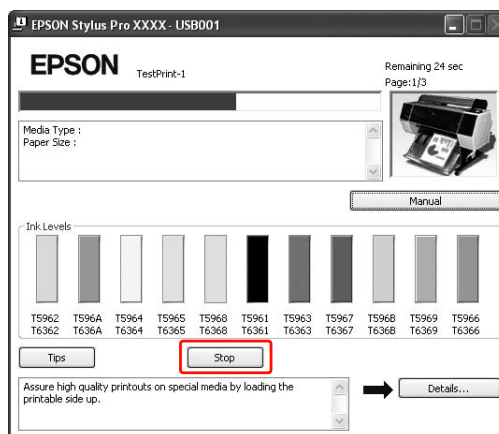 EPSON Stylus Pro XXXX - USB001
EPSON
TestPrint-1
Remaining 24 sec
Page:1/3
Media Type :
Paper Size :
Manual
Ink Levels
T5962 T596A T5964 T5965 T5968 T5961 T5963 T5967 T596B T5969 T5966
T6362 T636A T6364 T6365 T6368 T6361 T6363 T6367 T636B T6369 T6366
Tips
Stop
Assure high quality printouts on special media by loading the
printable side up.
Details...